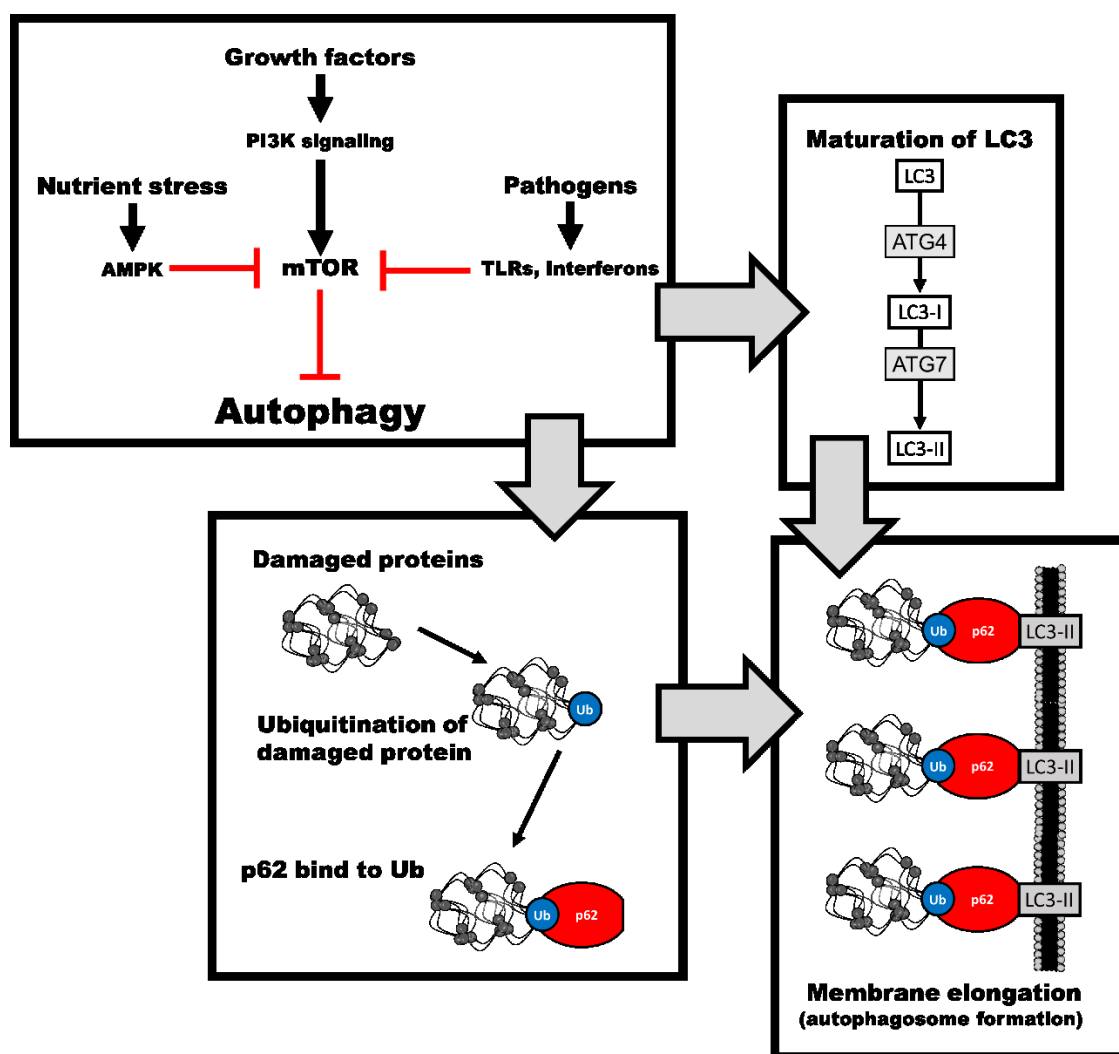 Growth factors
PI3K signaling
Nutrient stress
Pathogens
AMPK
mTOR
TLRs, Interferons
Autophagy
Maturation of LC3
LC3
ATG4
LC3-I
ATG7
LC3-II
Damaged proteins
Ub
Ubiquitination of
damaged protein
p62 bind to Ub
Ub
p62
Ub
p62
LC3-II
Ub
p62
LC3-II
Ub
p62
LC3-II
Membrane elongation
(autophagosome formation)